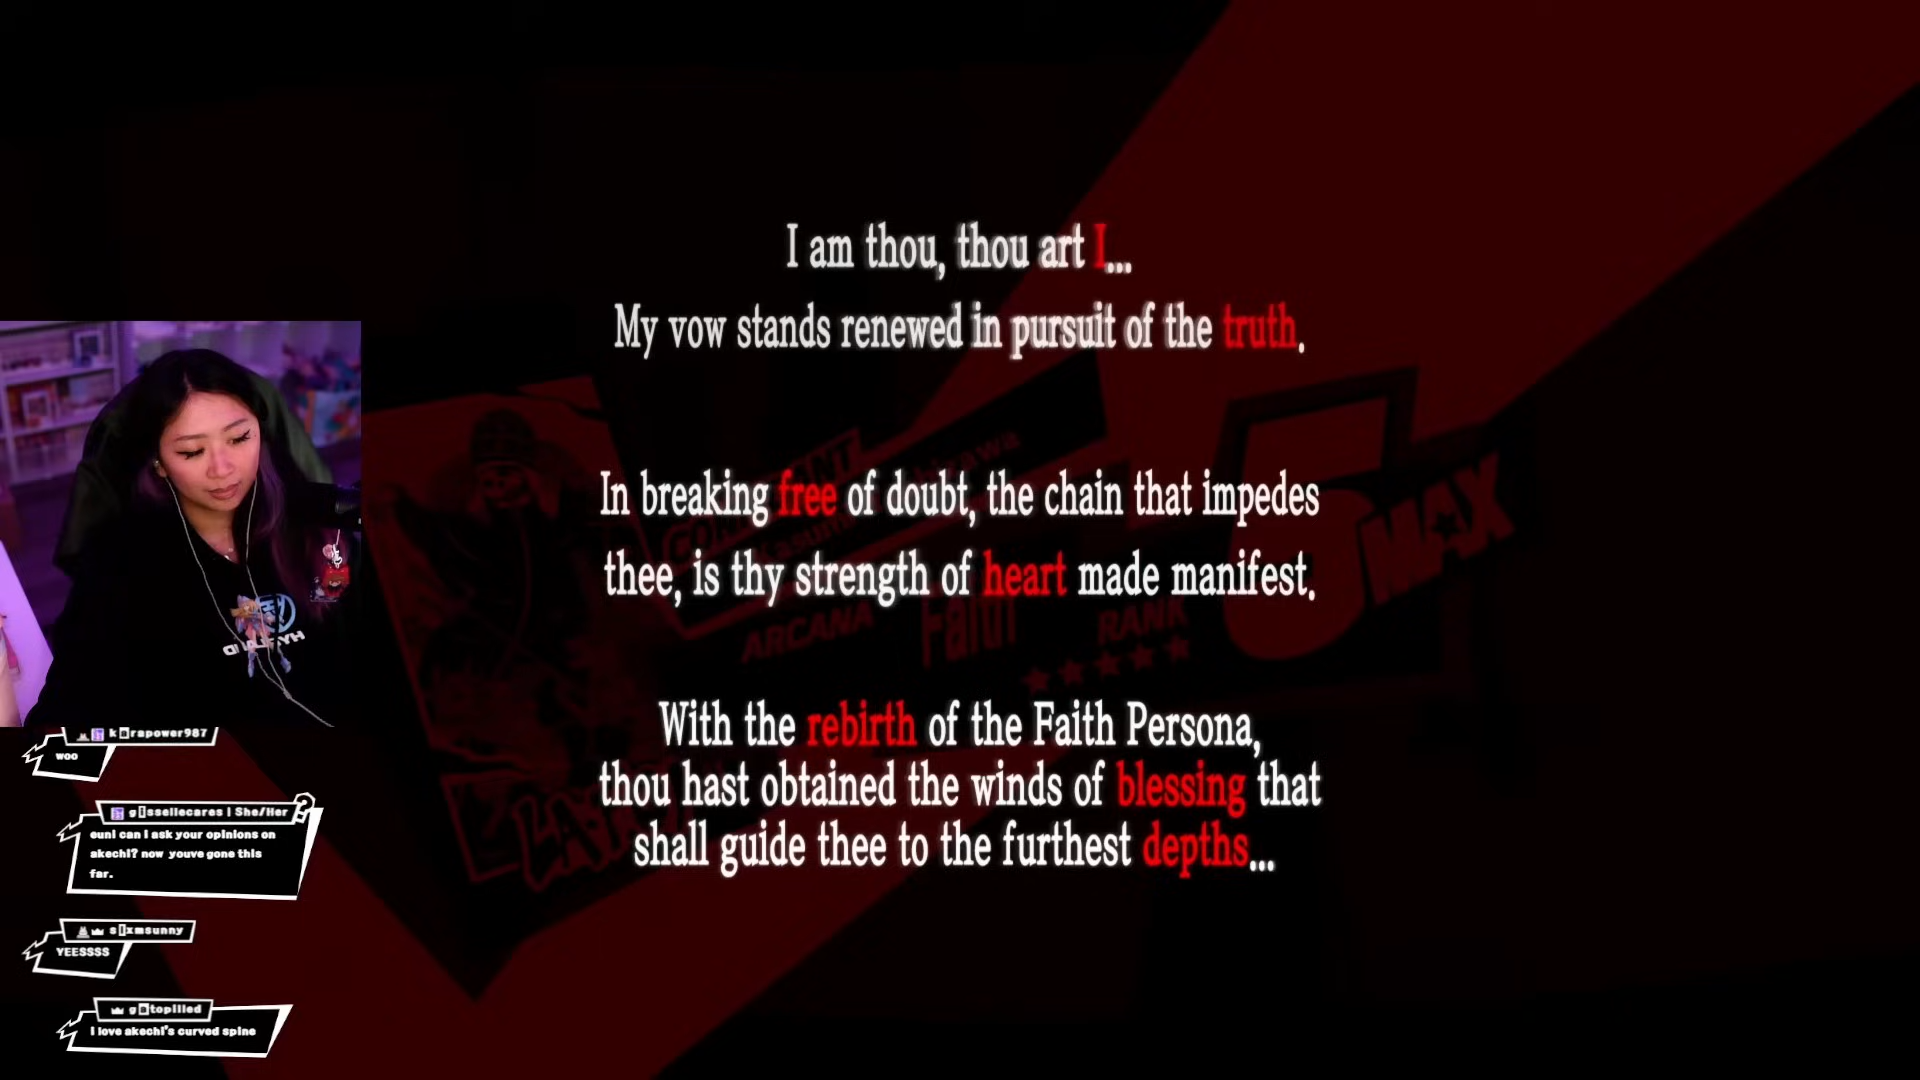 I am thou, thou art I...
My vow stands renewed in pursuit of the truth.
In breaking free of doubt, the chain that impedes
thee, is thy strength of heart made manifest.
With the rebirth of the Faith Persona,
thou hast obtained the winds of blessing that
shall guide thee to the furthest depths...
CONFIDANT
ARCANA Faith RANK
MAX
woo
gissellecares | She/Her
euni can i ask your opinions on
akechi? now youve gone this
far.
YEESSSS
I love akechi's curved spine